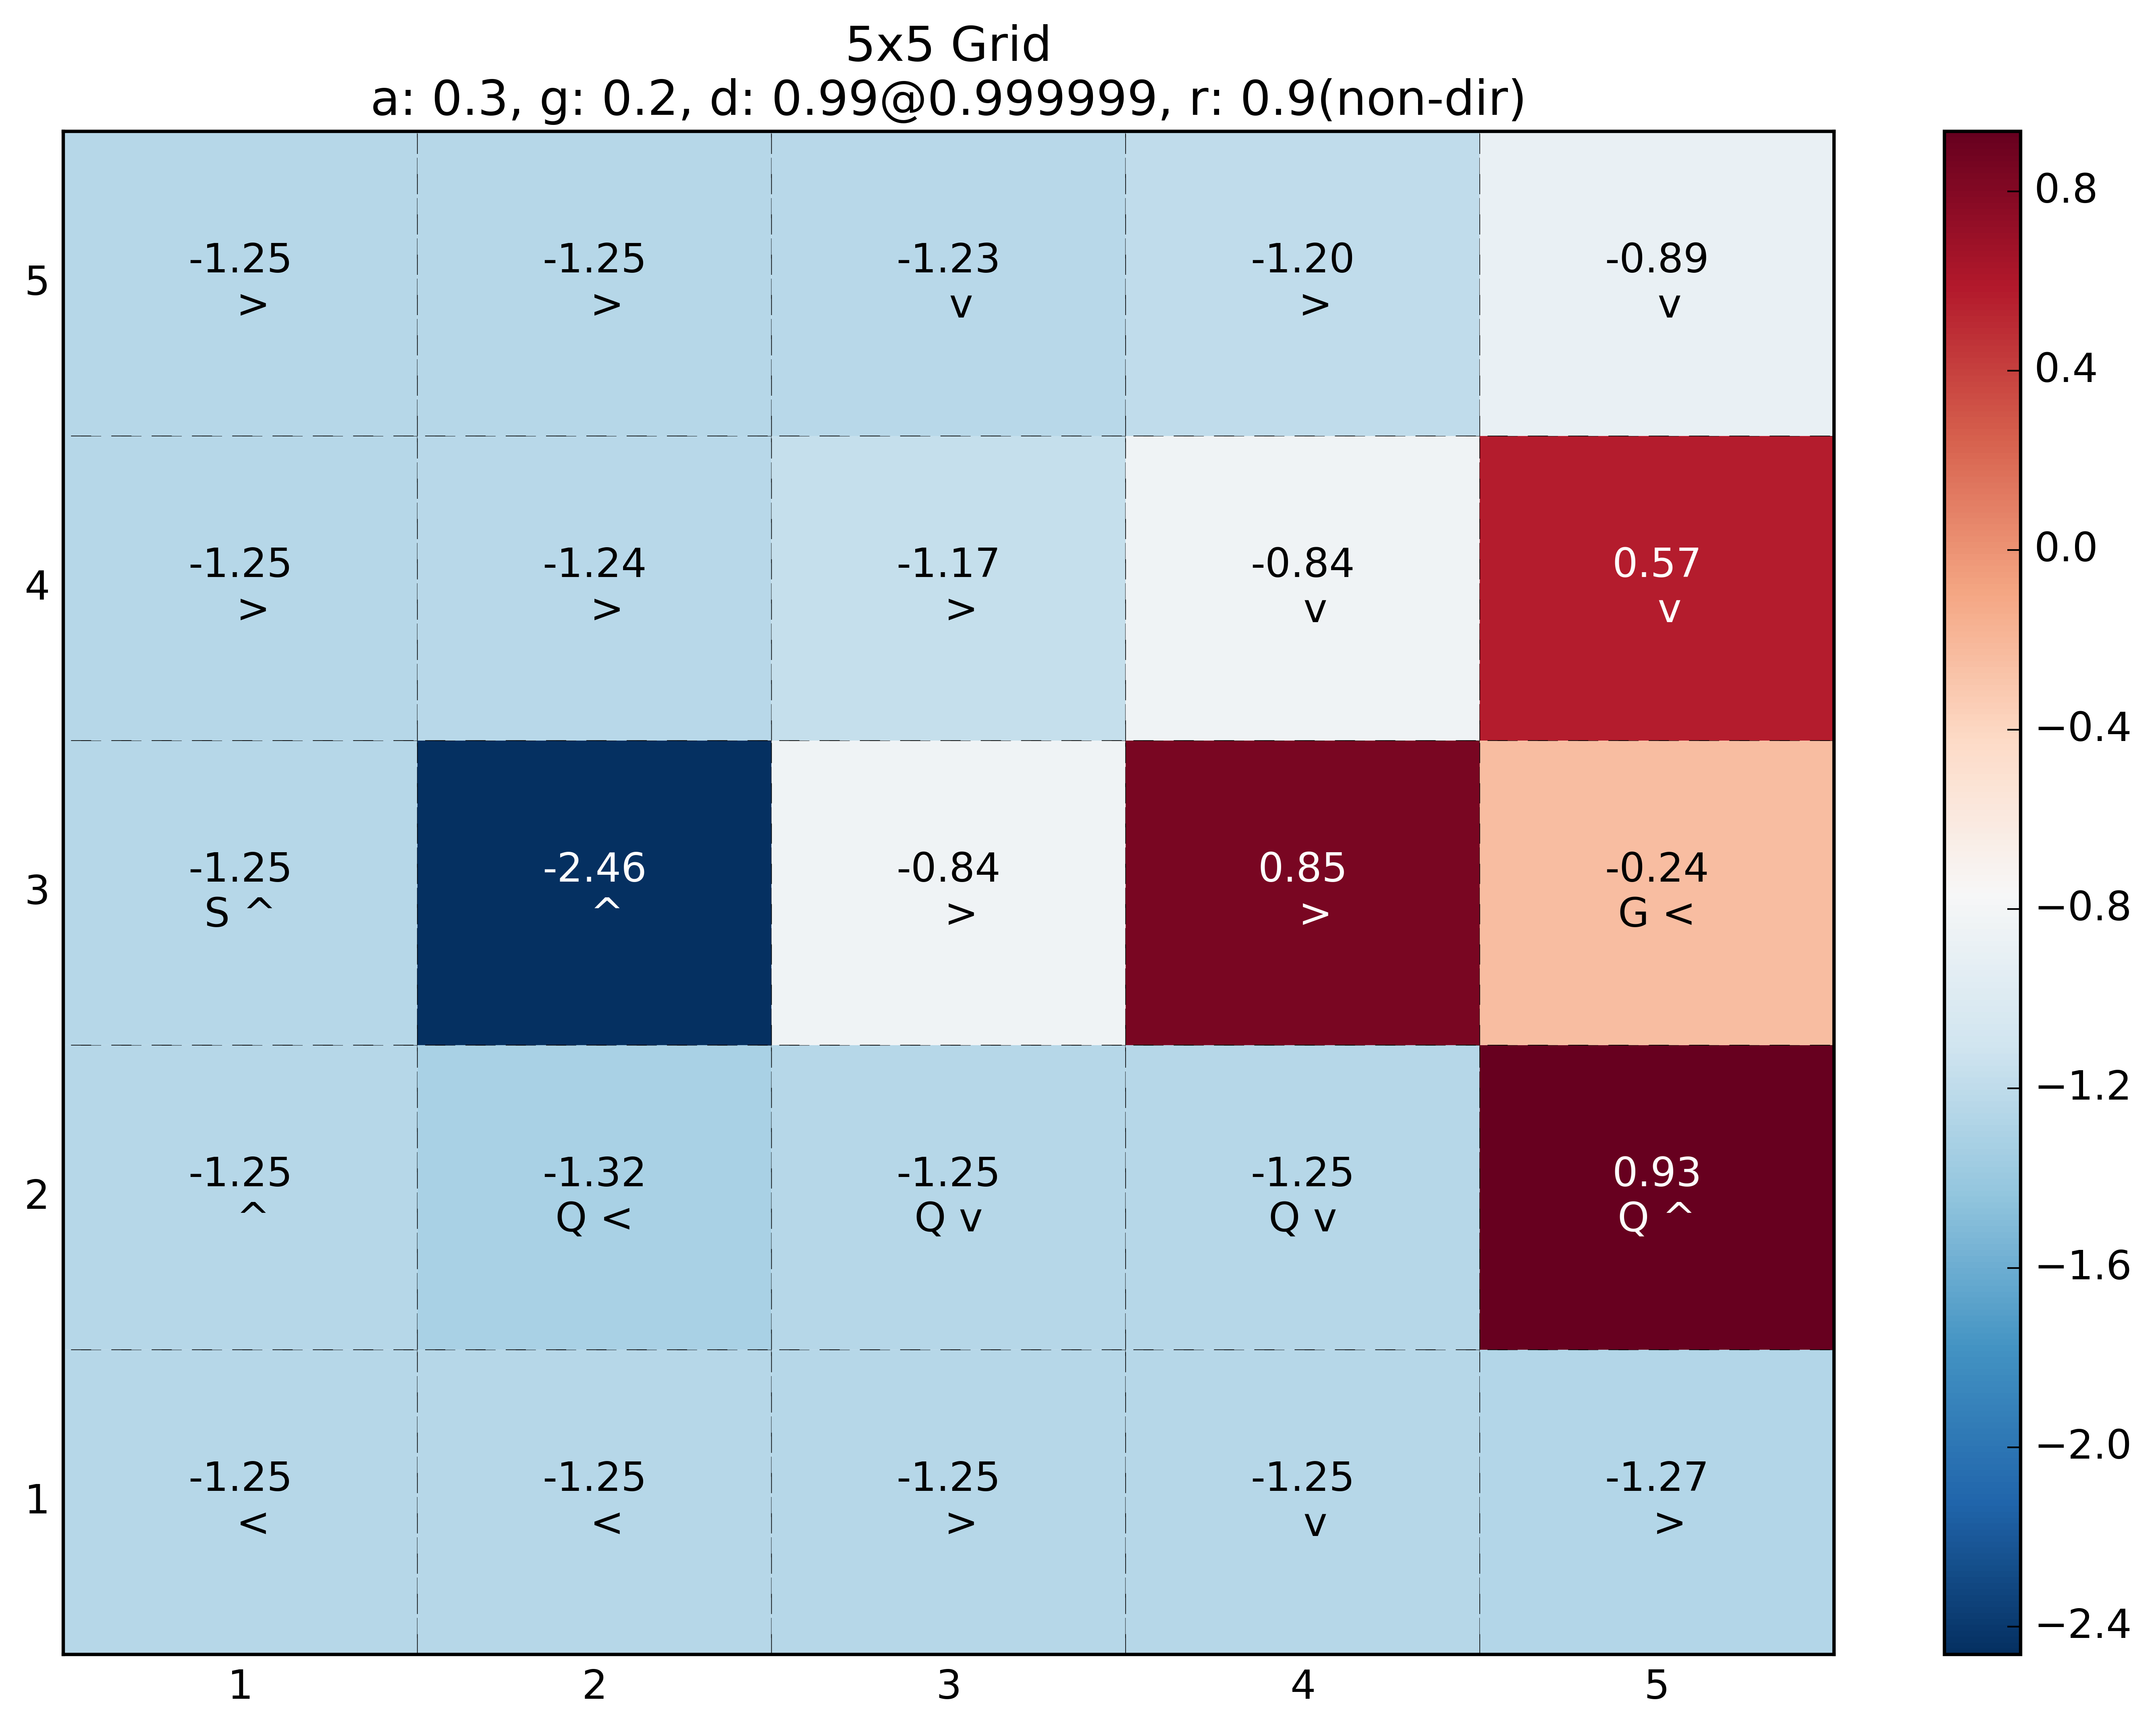 5x5 Grid
a: 0.3, g: 0.2, d: 0.99@0.999999, r: 0.9(non-dir)
5
-1.25 -1.25 -1.23 -1.20 -0.89
> > v > v
4
-1.25 -1.24 -1.17 -0.84 0.57
> > > v v
3
-1.25 -2.46 -0.84 0.85 -0.24
S ^ ^ > > G <
2
-1.25 -1.32 -1.25 -1.25 0.93
^ Q < Q v Q v Q ^
1
-1.25 -1.25 -1.25 -1.25 -1.27
< < > v >
1 2 3 4 5
0.8
0.4
0.0
−0.4
−0.8
−1.2
−1.6
−2.0
−2.4